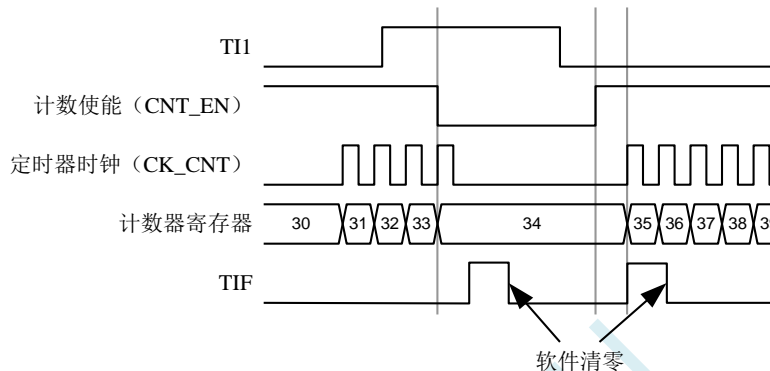 TI1
计数使能（CNT_EN）
定时器时钟（CK_CNT）
计数器寄存器 30 31 32 33 34 35 36 37 38
TIF
软件清零